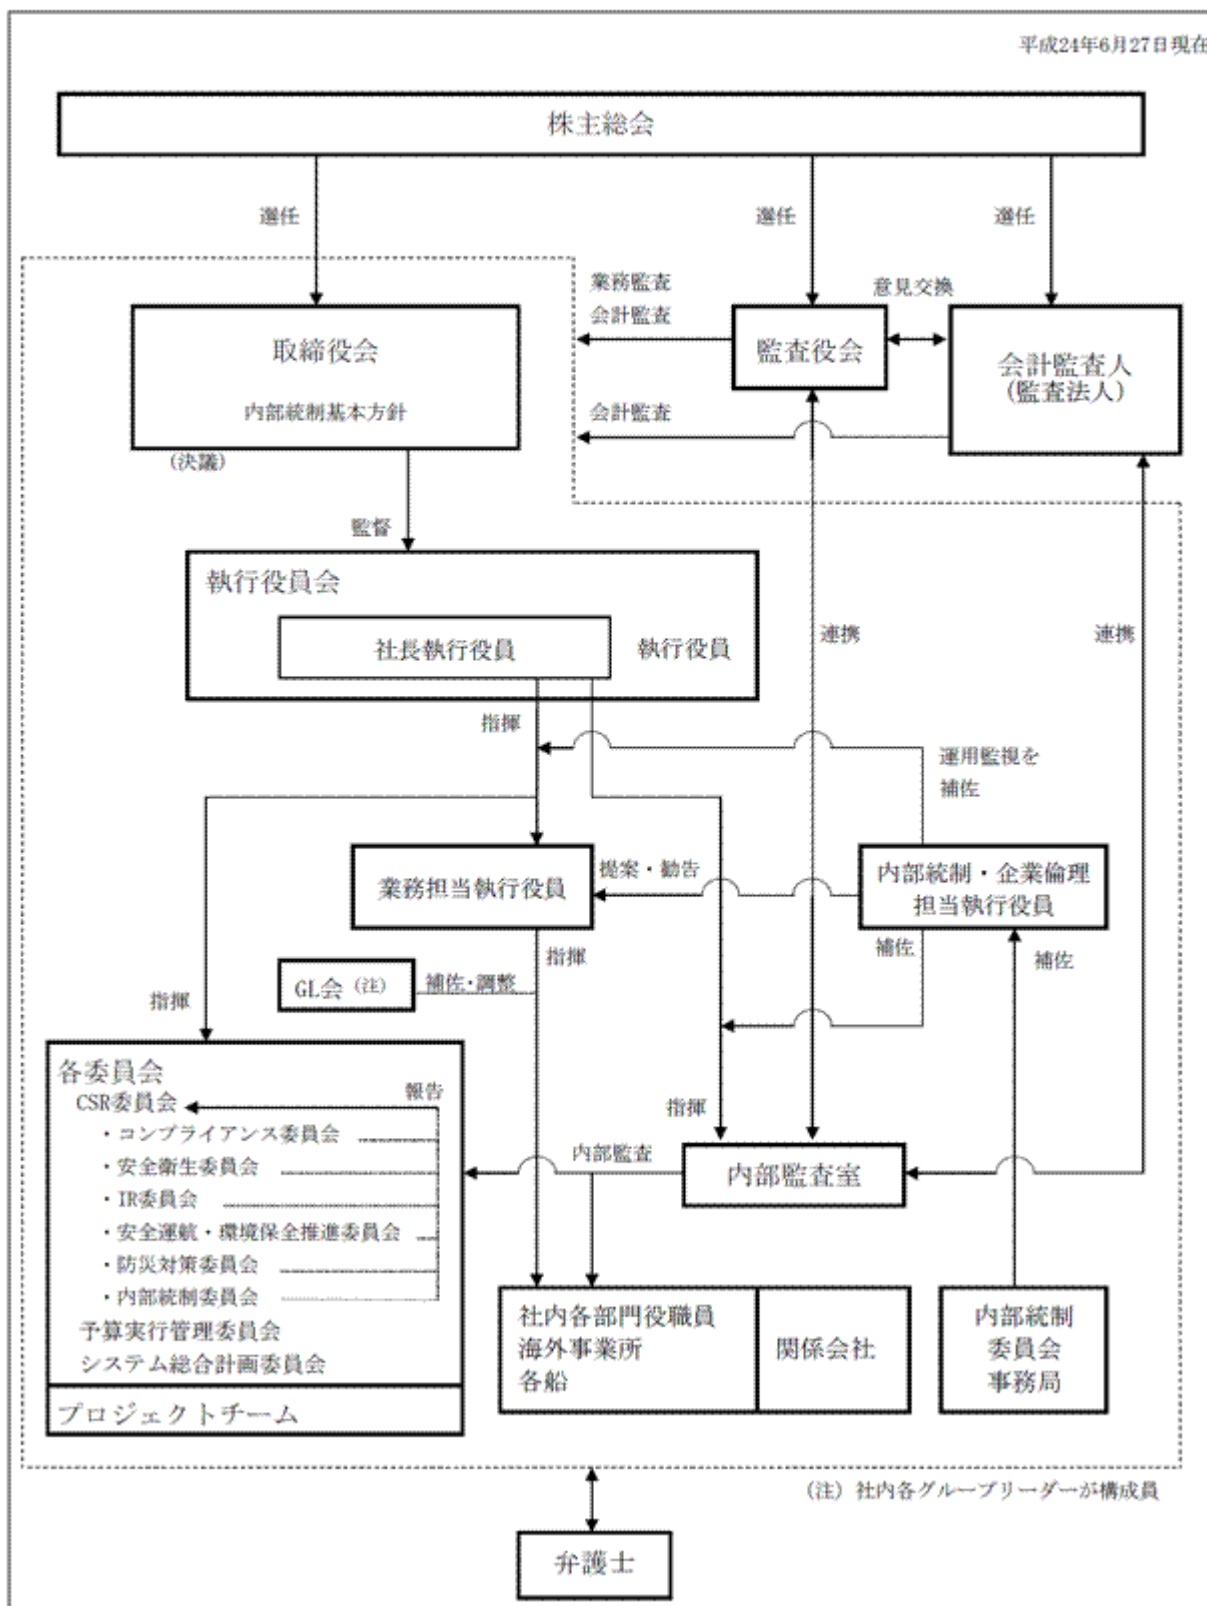 平成24年6月27日現在
株主総会
選任
選任
選任
業務監査
会計監査
意見交換
取締役会
内部統制基本方針
(決議)
監査役会
会計監査人
(監査法人)
会計監査
監督
執行役員会
社長執行役員
執行役員
連携
連携
指揮
運用監視を
補佐
業務担当執行役員
提案・勧告
内部統制・企業倫理
担当執行役員
指揮
補佐
補佐
GL会 (注)
補佐・調整
指揮
各委員会
報告
CSR委員会
・コンプライアンス委員会
・安全衛生委員会
・IR委員会
・安全運航・環境保全推進委員会
・防災対策委員会
・内部統制委員会
予算実行管理委員会
システム総合計画委員会
プロジェクトチーム
指揮
内部監査
内部監査室
社内各部門役職員
海外事業所
各船
関係会社
内部統制
委員会
事務局
(注) 社内各グループリーダーが構成員
弁護士